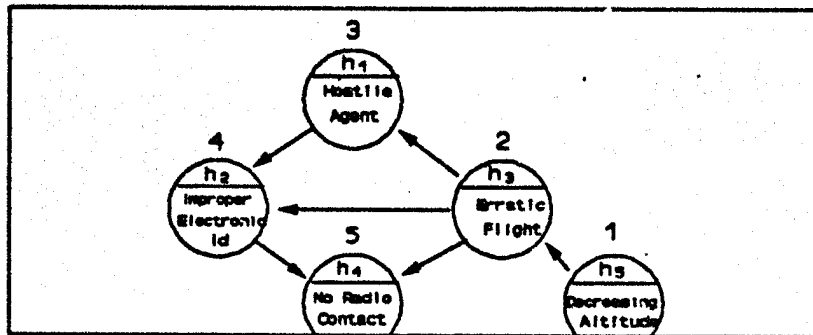 3
h₁
Hostile
Agent
4
h₂
Improper
Electronic
id
2
h₃
Erratic
Flight
5
h₄
No Radio
Contact
1
h₅
Decreasing
Altitude